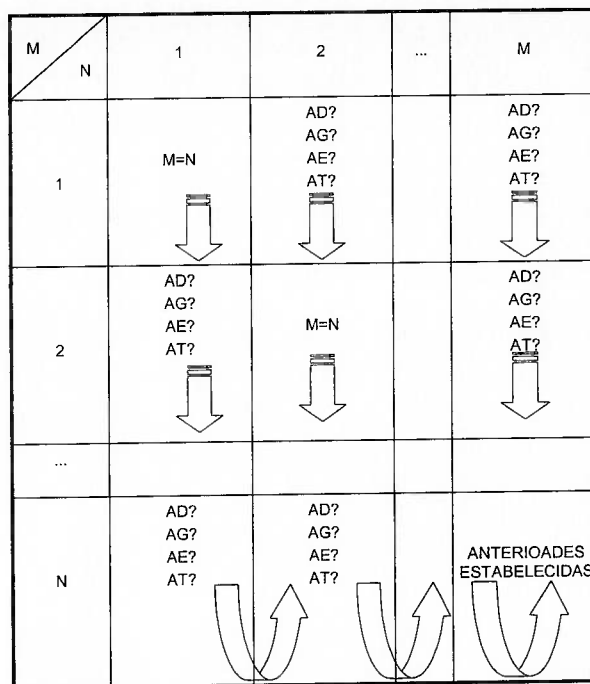 M
N
1
2
...
M
1
M=N
AD?
AG?
AE?
AT?
AD?
AG?
AE?
AT?
2
AD?
AG?
AE?
AT?
M=N
AD?
AG?
AE?
AT?
...
N
AD?
AG?
AE?
AT?
AD?
AG?
AE?
AT?
ANTERIOADES
ESTABELECIDAS